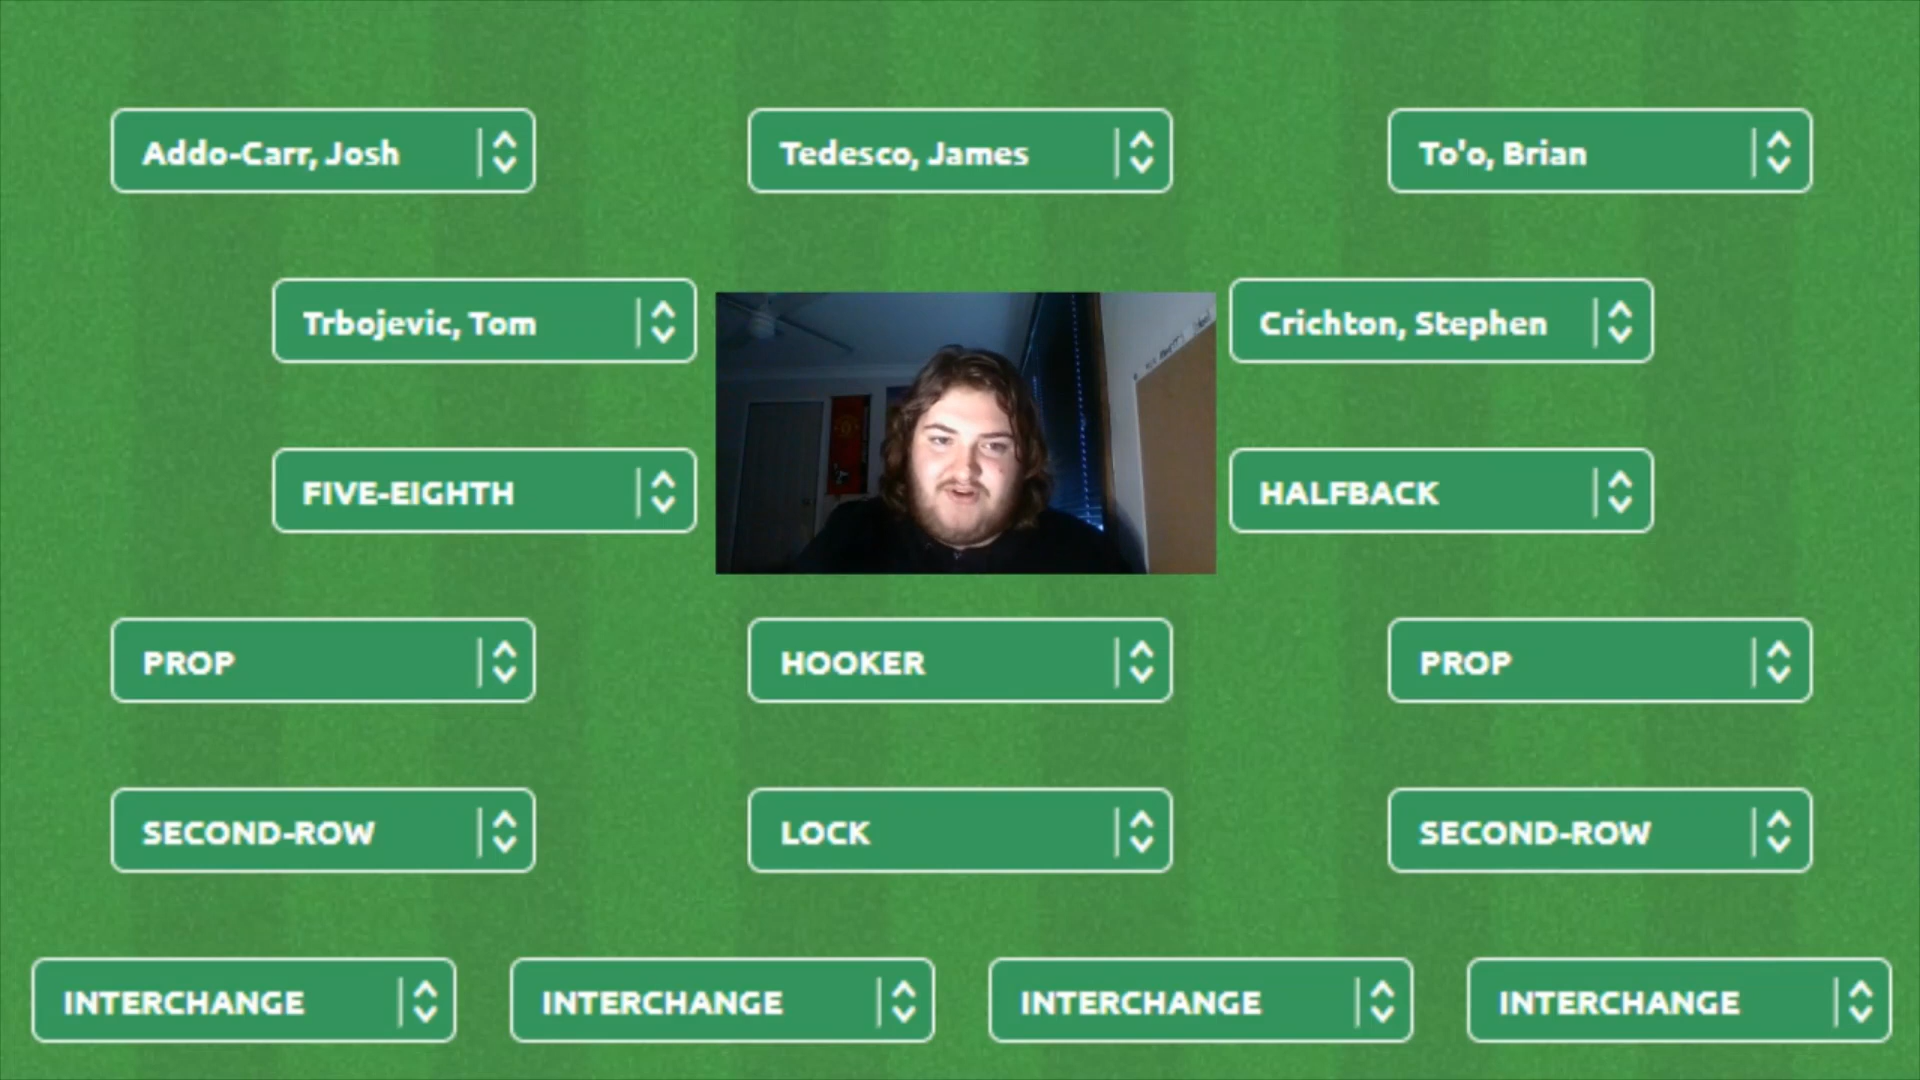 Addo-Carr, Josh
Tedesco, James
To'o, Brian
Trbojevic, Tom
Crichton, Stephen
FIVE-EIGHTH
HALFBACK
PROP
HOOKER
PROP
SECOND-ROW
LOCK
SECOND-ROW
INTERCHANGE
INTERCHANGE
INTERCHANGE
INTERCHANGE